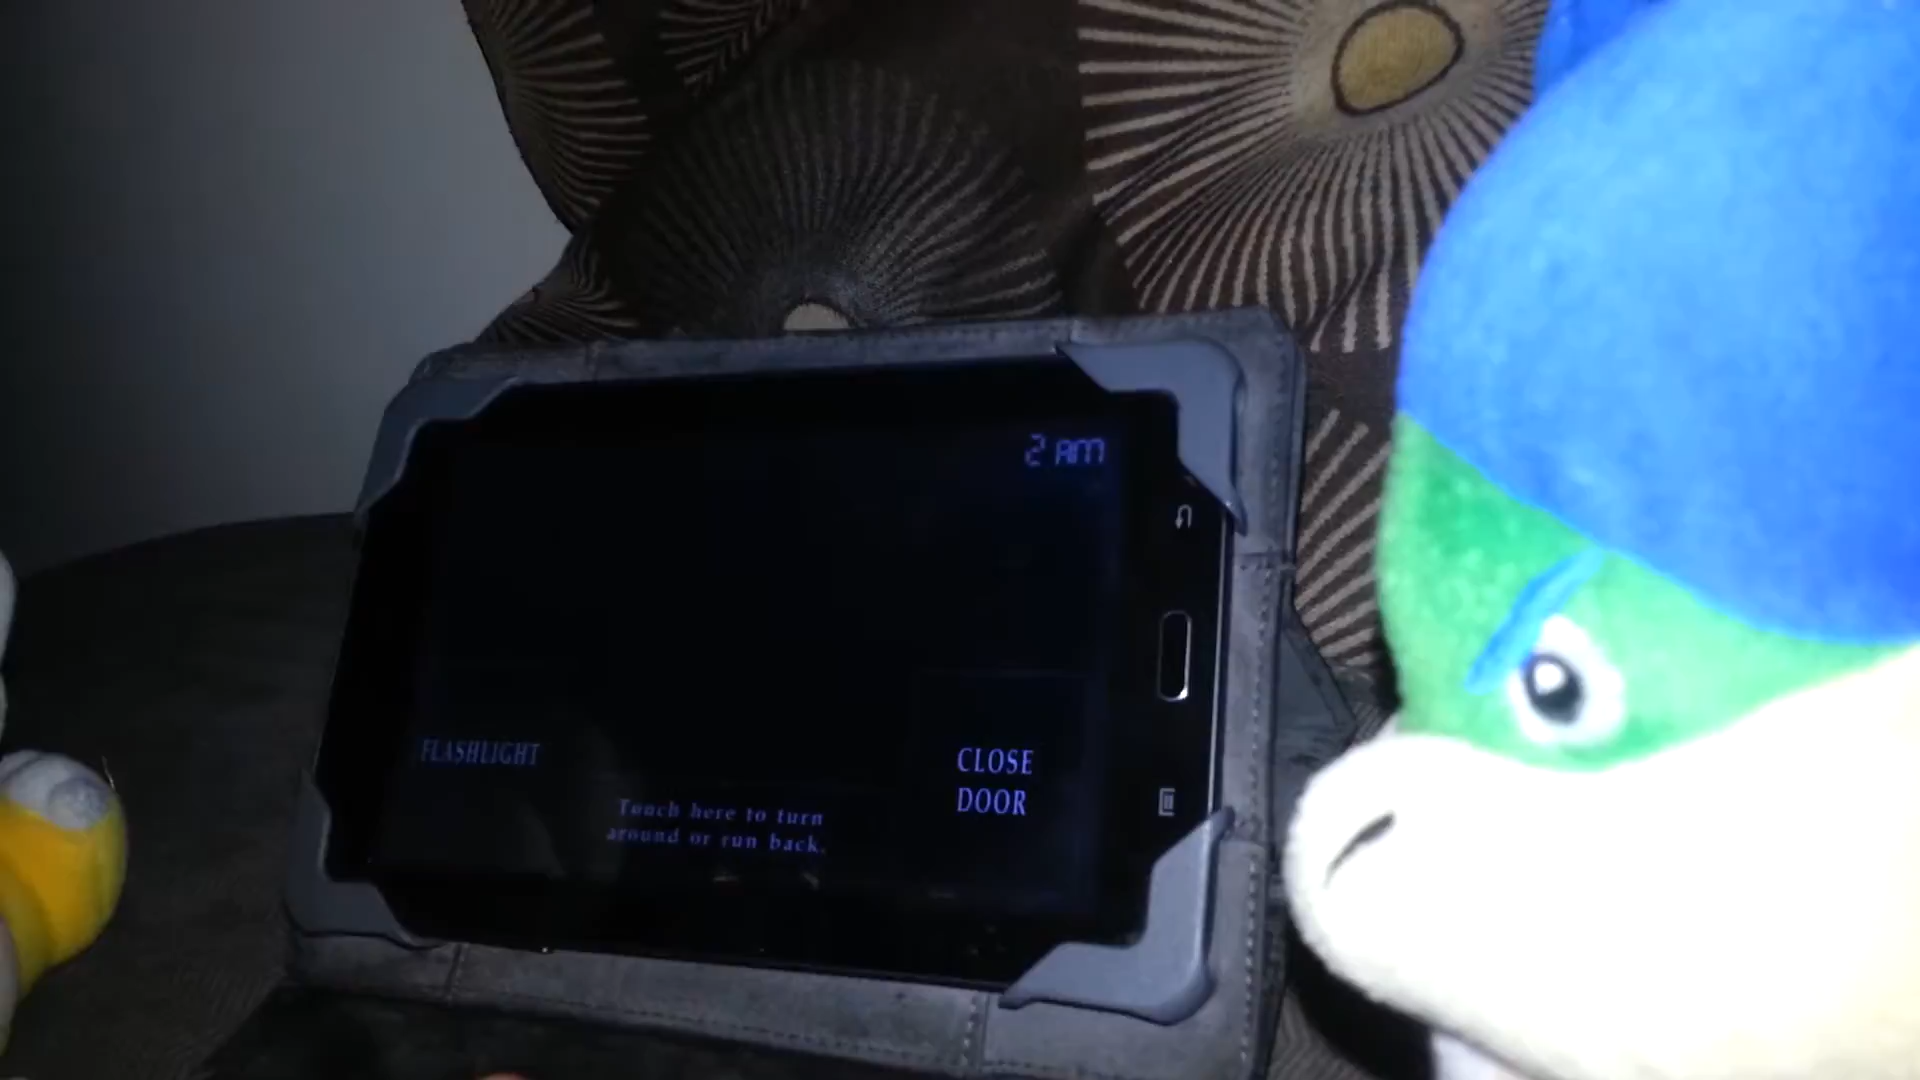 2 AM
FLASHLIGHT
CLOSE
DOOR
Touch here to turn
around or run back.